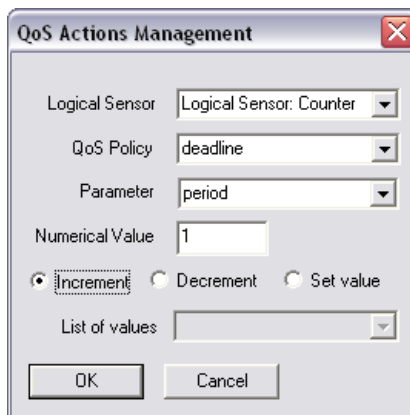 QoS Actions Management
Logical Sensor Logical Sensor: Counter
QoS Policy deadline
Parameter period
Numerical Value 1
Increment Decrement Set value
List of values
OK Cancel